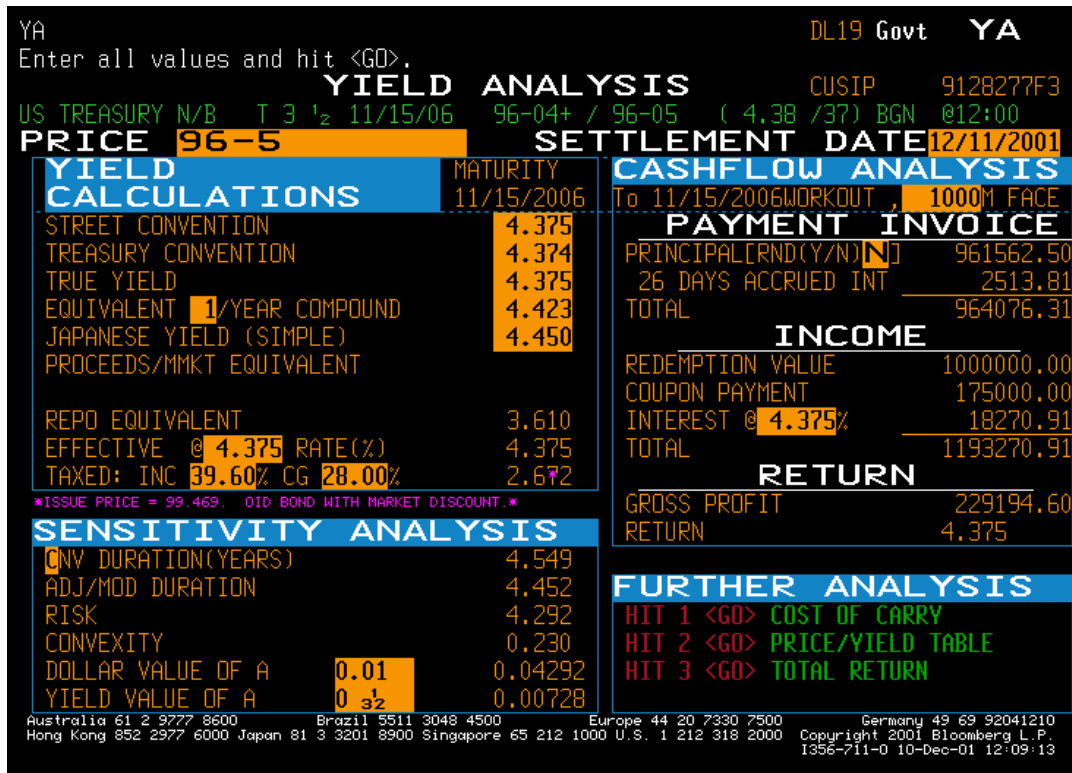 YA DL19 Govt YA
Enter all values and hit <GO>.
YIELD ANALYSIS CUSIP 9128277F3
US TREASURY N/B T 3 ½ 11/15/06 96-04+ / 96-05 ( 4.38 /37) BGN @12:00
PRICE 96-5 SETTLEMENT DATE 12/11/2001
YIELD MATURITY
CALCULATIONS 11/15/2006
STREET CONVENTION 4.375
TREASURY CONVENTION 4.374
TRUE YIELD 4.375
EQUIVALENT 1/YEAR COMPOUND 4.423
JAPANESE YIELD (SIMPLE) 4.450
PROCEEDS/MMKT EQUIVALENT
REPO EQUIVALENT 3.610
EFFECTIVE @ 4.375 RATE(%) 4.375
TAXED: INC 39.60% CG 28.00% 2.672*
*ISSUE PRICE = 99.469. OID BOND WITH MARKET DISCOUNT.*
SENSITIVITY ANALYSIS
CNV DURATION(YEARS) 4.549
ADJ/MOD DURATION 4.452
RISK 4.292
CONVEXITY 0.230
DOLLAR VALUE OF A 0.01 0.04292
YIELD VALUE OF A 0 1/32 0.00728
CASHFLOW ANALYSIS
To 11/15/2006WORKOUT , 1000M FACE
PAYMENT INVOICE
PRINCIPAL[RND(Y/N)N] 961562.50
26 DAYS ACCRUED INT 2513.81
TOTAL 964076.31
INCOME
REDEMPTION VALUE 1000000.00
COUPON PAYMENT 175000.00
INTEREST @ 4.375% 18270.91
TOTAL 1193270.91
RETURN
GROSS PROFIT 229194.60
RETURN 4.375
FURTHER ANALYSIS
HIT 1 <GO> COST OF CARRY
HIT 2 <GO> PRICE/YIELD TABLE
HIT 3 <GO> TOTAL RETURN
Australia 61 2 9777 8600 Brazil 5511 3048 4500 Europe 44 20 7330 7500 Germany 49 69 92041210
Hong Kong 852 2977 6000 Japan 81 3 3201 8900 Singapore 65 212 1000 U.S. 1 212 318 2000 Copyright 2001 Bloomberg L.P.
I356-711-0 10-Dec-01 12:09:13